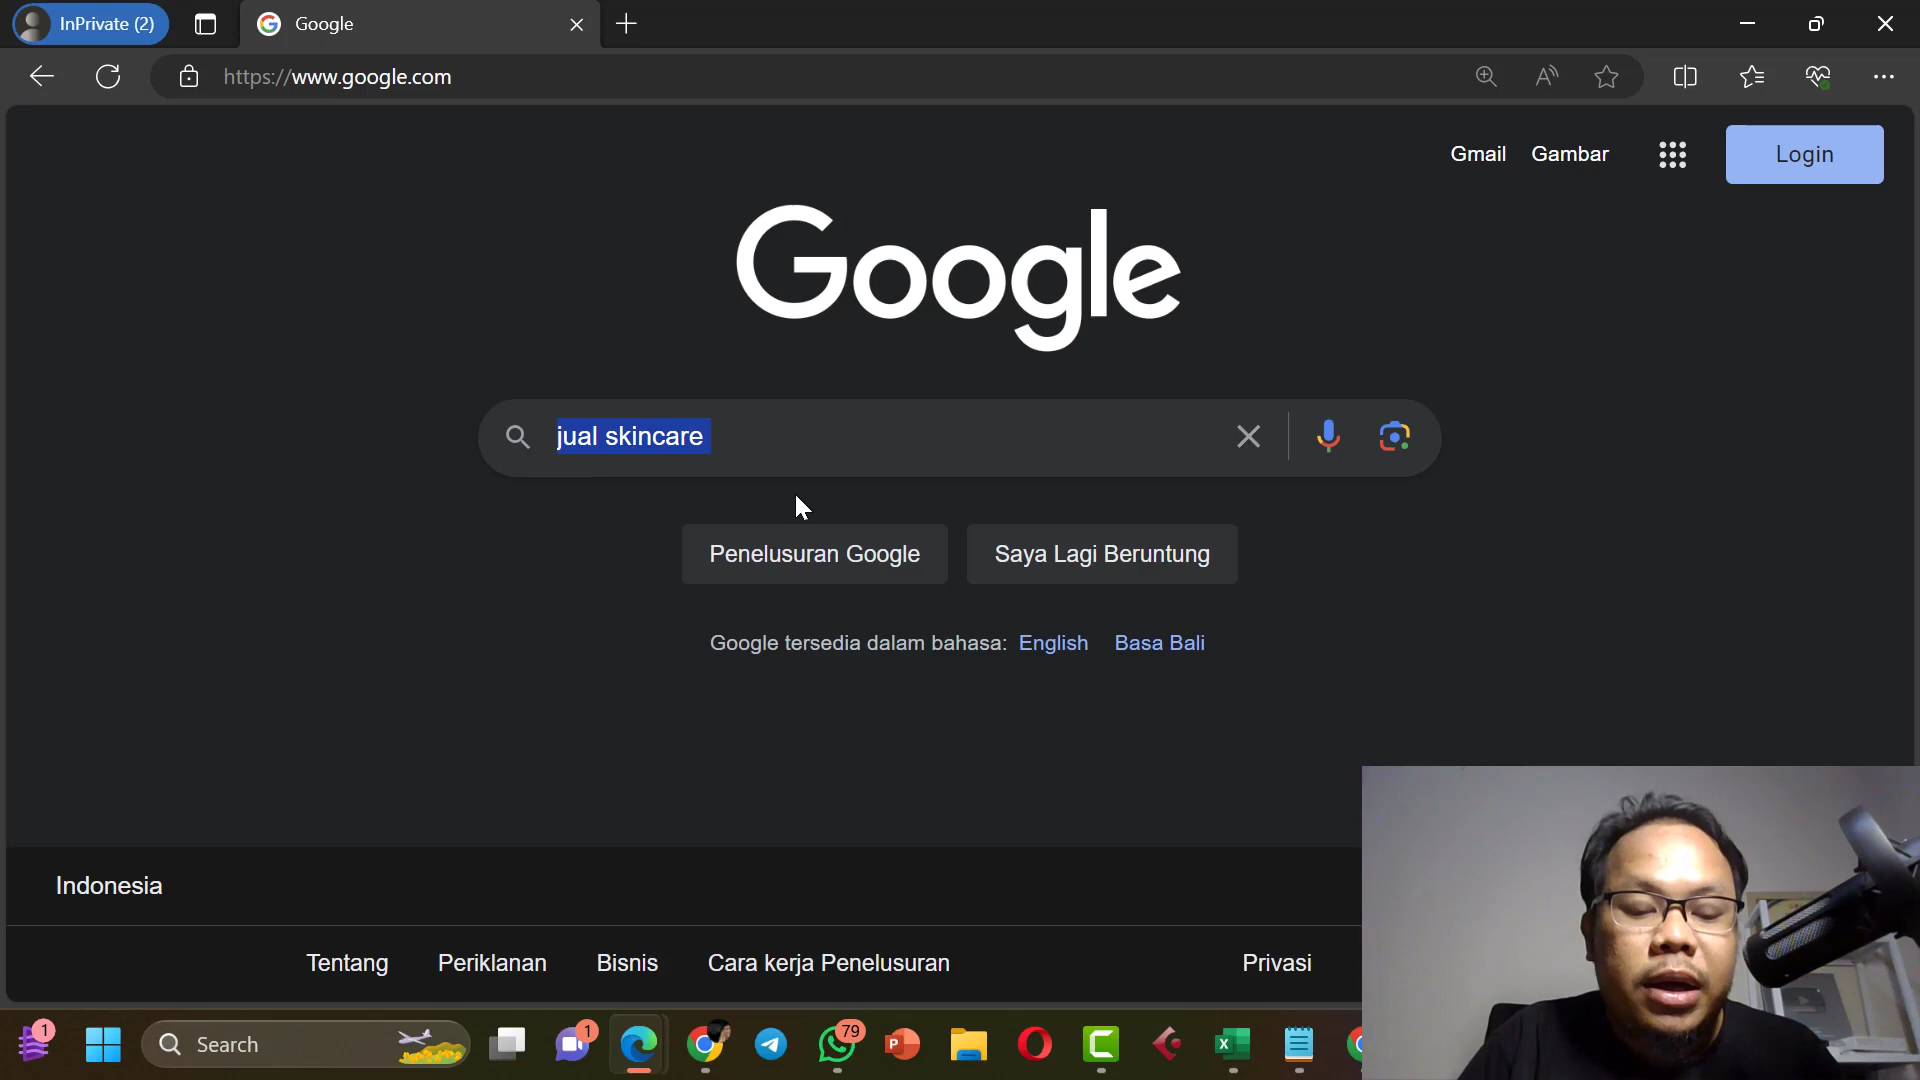 InPrivate (2)
Google
https://www.google.com
Gmail Gambar
Login
Google
jual skincare
Penelusuran Google
Saya Lagi Beruntung
Google tersedia dalam bahasa: English Basa Bali
Indonesia
Tentang
Periklanan
Bisnis
Cara kerja Penelusuran
Privasi
1
Search
1
79